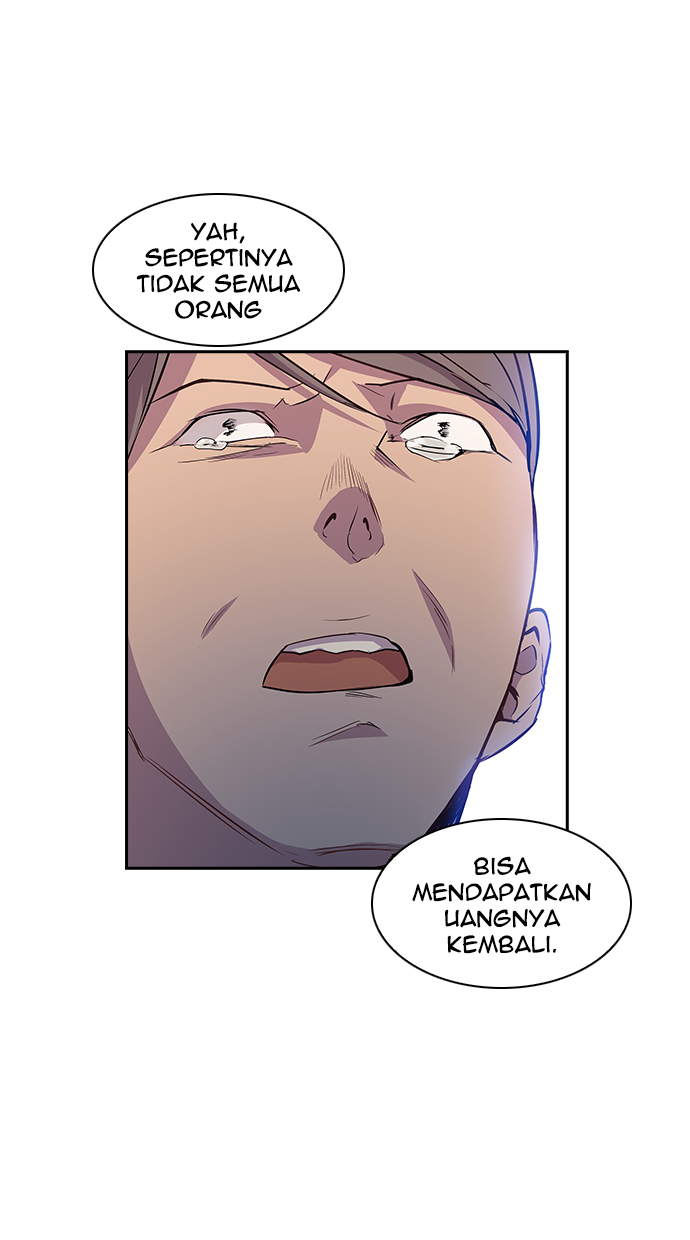 YAH,
SEPERTINYA
TIDAK SEMUA
ORANG
BISA
MENDAPATKAN
UANGNYA
KEMBALI.